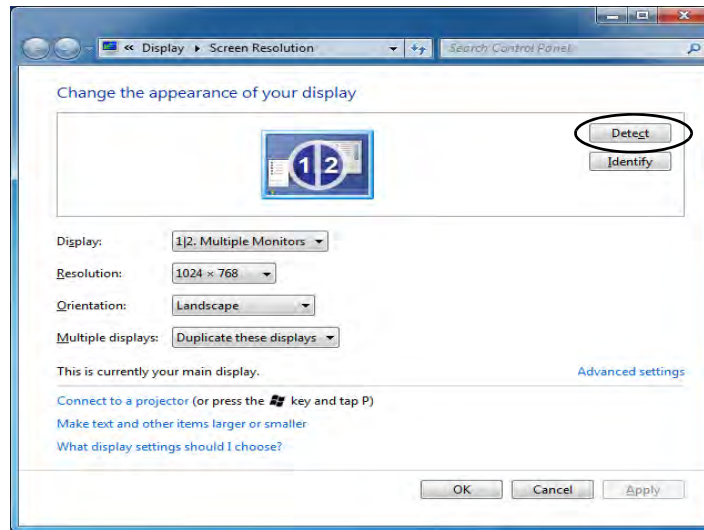 « Display ▸ Screen Resolution
Search Control Panel
Change the appearance of your display
Detect
1 2
Identify
Display: 1|2. Multiple Monitors
Resolution: 1024 × 768
Orientation: Landscape
Multiple displays: Duplicate these displays
This is currently your main display. Advanced settings
Connect to a projector (or press the key and tap P)
Make text and other items larger or smaller
What display settings should I choose?
OK Cancel Apply